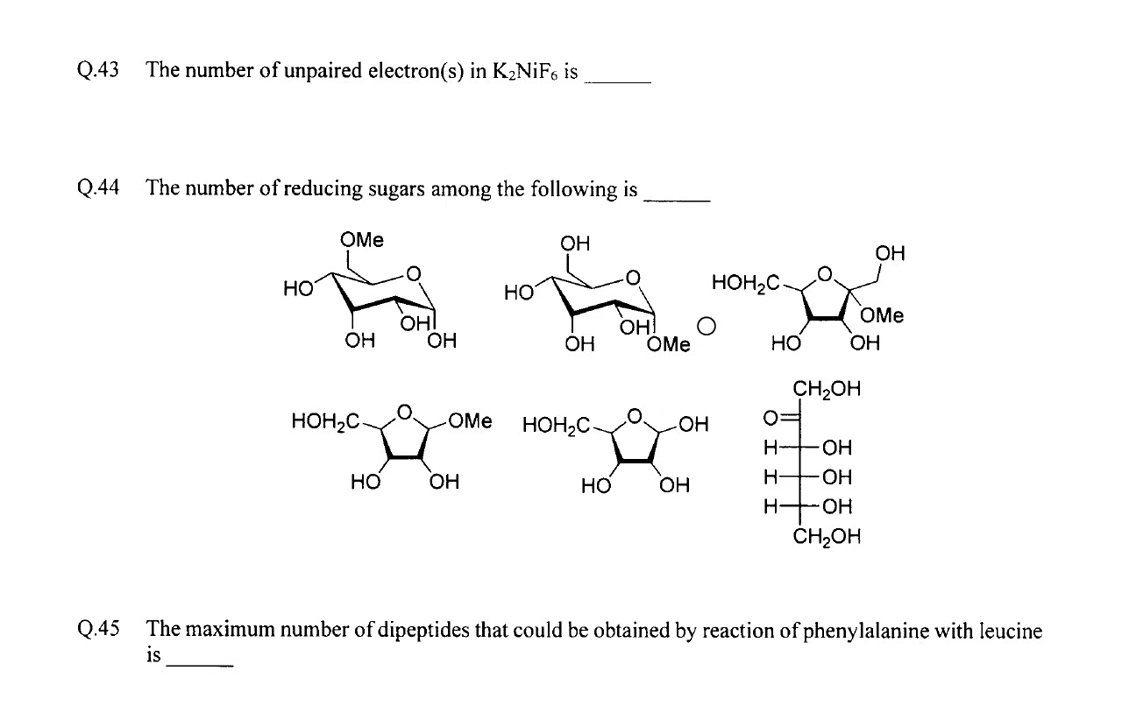 Q.43 The number of unpaired electron(s) in K₂NiF₆ is ______
Q.44 The number of reducing sugars among the following is ______
OMe
HO
O
OH
OH
OH
OH
HO
O
OH
OH
OMe
OH
HOH₂C
O
OMe
HO
OH
HOH₂C
O
OMe
HO
OH
HOH₂C
O
OH
HO
OH
CH₂OH
O
H OH
H OH
H OH
CH₂OH
Q.45 The maximum number of dipeptides that could be obtained by reaction of phenylalanine with leucine
is ______